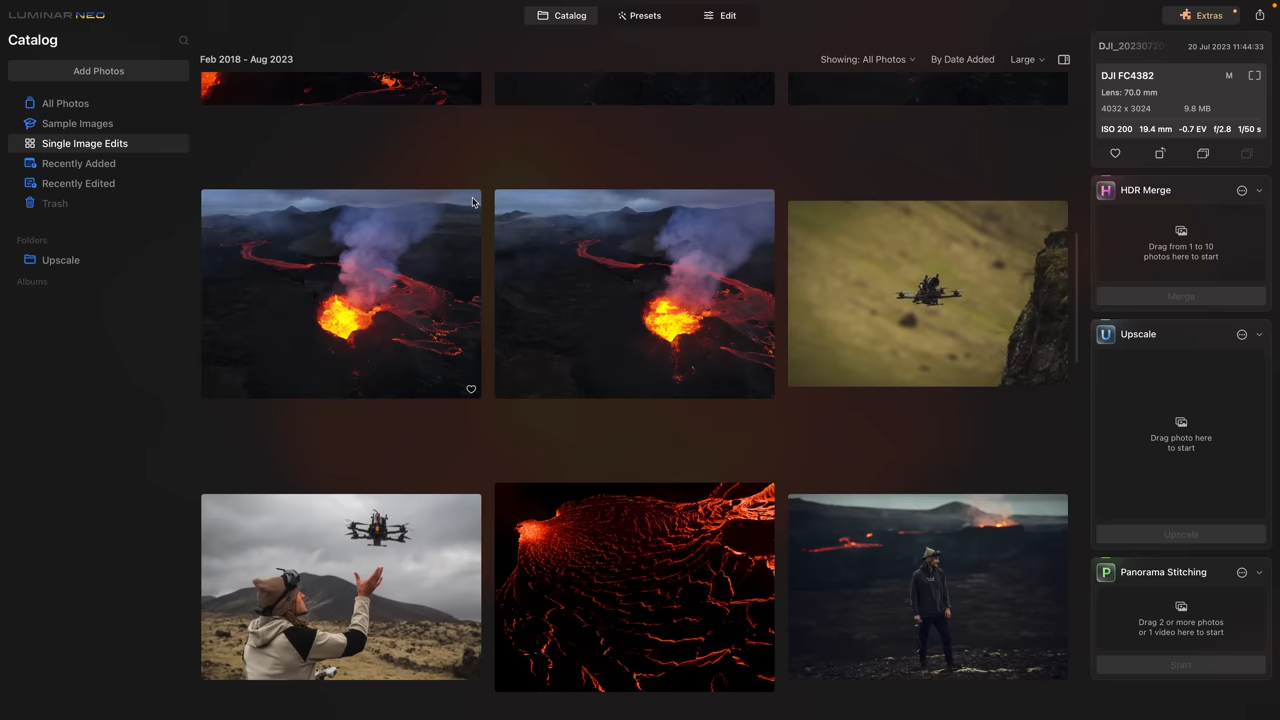 LUMINAR NEO
Catalog
Presets
Edit
Extras
Catalog
Add Photos
All Photos
Sample Images
Single Image Edits
Recently Added
Recently Edited
Trash
Folders
Upscale
Albums
Feb 2018 - Aug 2023
Showing: All Photos
By Date Added
Large
DJI_2023072
20 Jul 2023 11:44:33
DJI FC4382
M
Lens: 70.0 mm
4032 x 3024
9.8 MB
ISO 200
19.4 mm
-0.7 EV
f/2.8
1/50 s
H
HDR Merge
Drag from 1 to 10
photos here to start
Merge
U
Upscale
Drag photo here
to start
Upscale
P
Panorama Stitching
Drag 2 or more photos
or 1 video here to start
Start